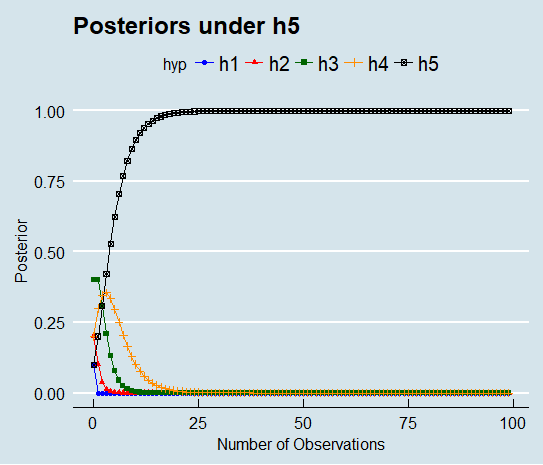 Posteriors under h5
hyp h1 h2 h3 h4 h5
Posterior
1.00
0.75
0.50
0.25
0.00
0 25 50 75 100
Number of Observations